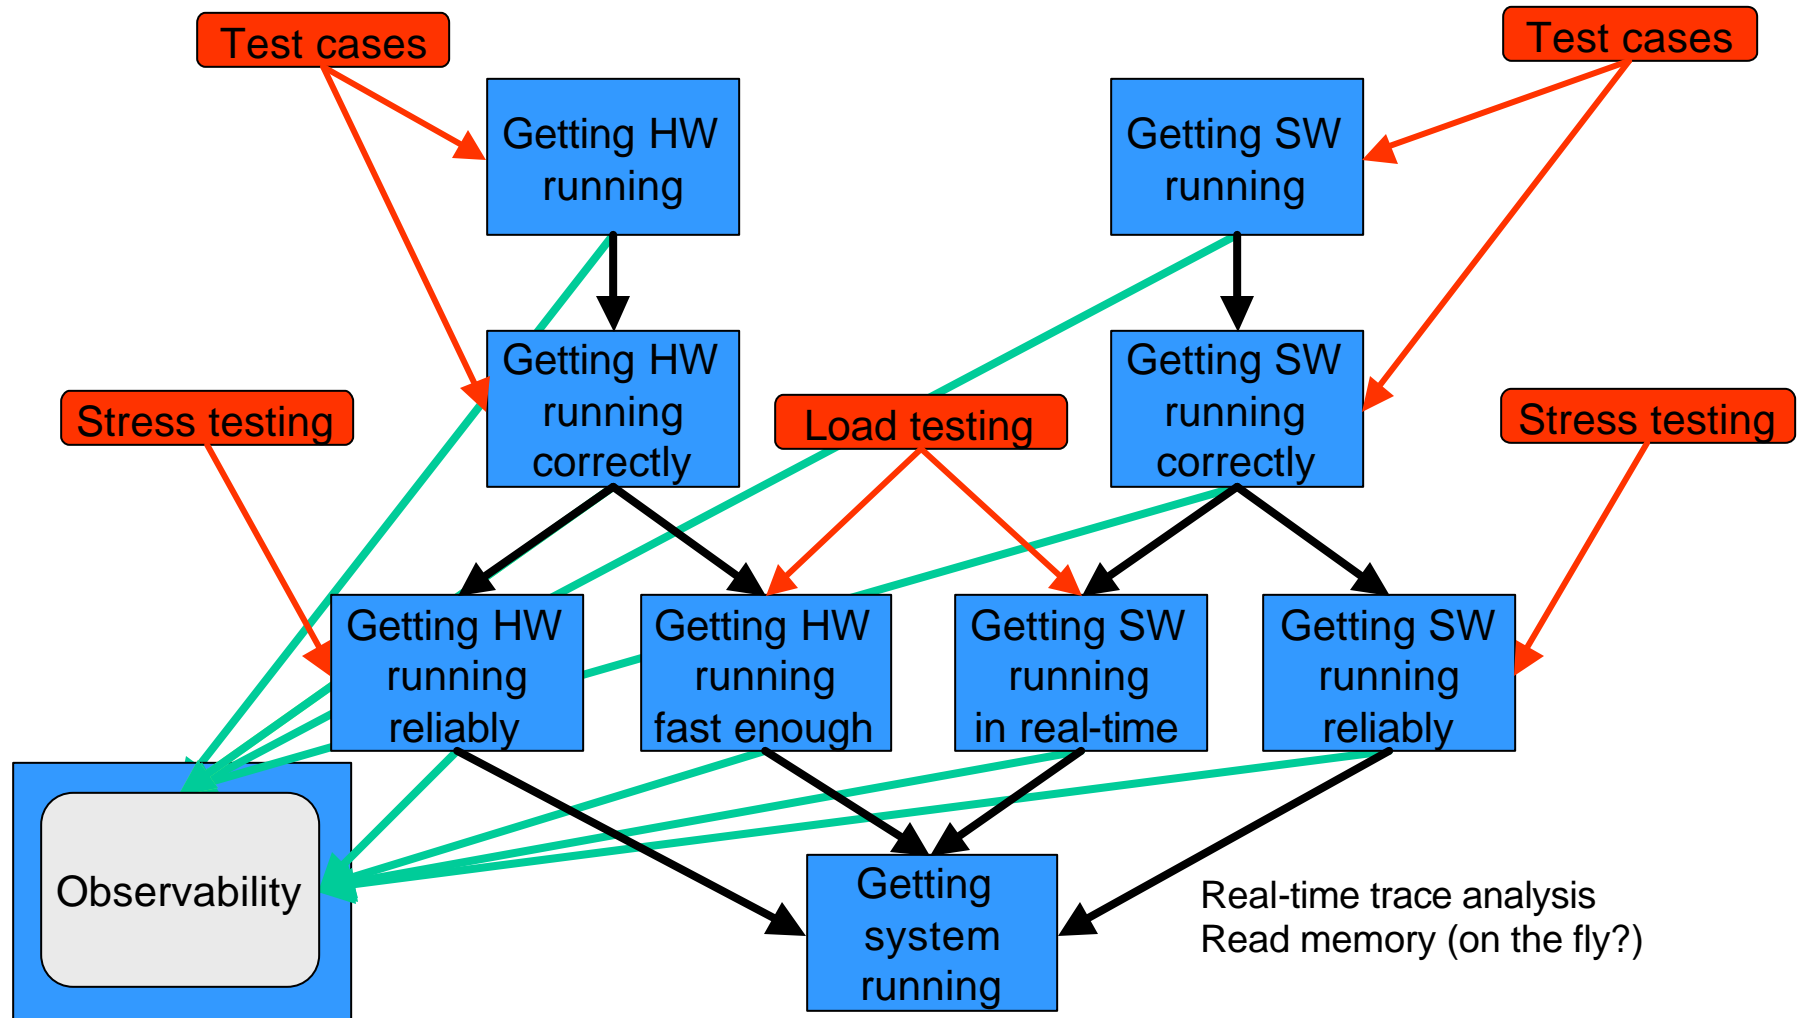 Test cases
Test cases
Getting HW
running
Getting SW
running
Getting HW
running
correctly
Getting SW
running
correctly
Stress testing
Load testing
Stress testing
Getting HW
running
reliably
Getting HW
running
fast enough
Getting SW
running
in real-time
Getting SW
running
reliably
Observability
Getting
system
running
Real-time trace analysis
Read memory (on the fly?)